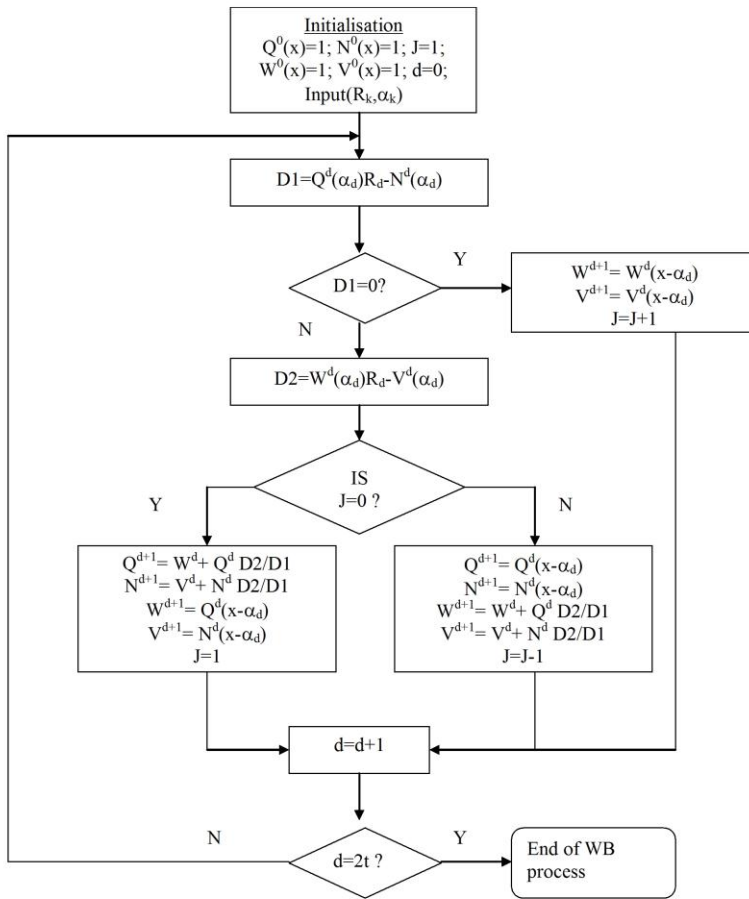 Initialisation
Q⁰(x)=1; N⁰(x)=1; J=1;
W⁰(x)=1; V⁰(x)=1; d=0;
Input(Rₖ,αₖ)
D1=Qᵈ(α_d)R_d-Nᵈ(α_d)
D1=0?
Y
Wᵈ⁺¹= Wᵈ(x-α_d)
Vᵈ⁺¹= Vᵈ(x-α_d)
J=J+1
N
D2=Wᵈ(α_d)R_d-Vᵈ(α_d)
IS
J=0 ?
Y
N
Qᵈ⁺¹= Wᵈ+ Qᵈ D2/D1
Nᵈ⁺¹= Vᵈ+ Nᵈ D2/D1
Wᵈ⁺¹= Qᵈ(x-α_d)
Vᵈ⁺¹= Nᵈ(x-α_d)
J=1
Qᵈ⁺¹= Qᵈ(x-α_d)
Nᵈ⁺¹= Nᵈ(x-α_d)
Wᵈ⁺¹= Wᵈ+ Qᵈ D2/D1
Vᵈ⁺¹= Vᵈ+ Nᵈ D2/D1
J=J-1
d=d+1
N
d=2t ?
Y
End of WB
process